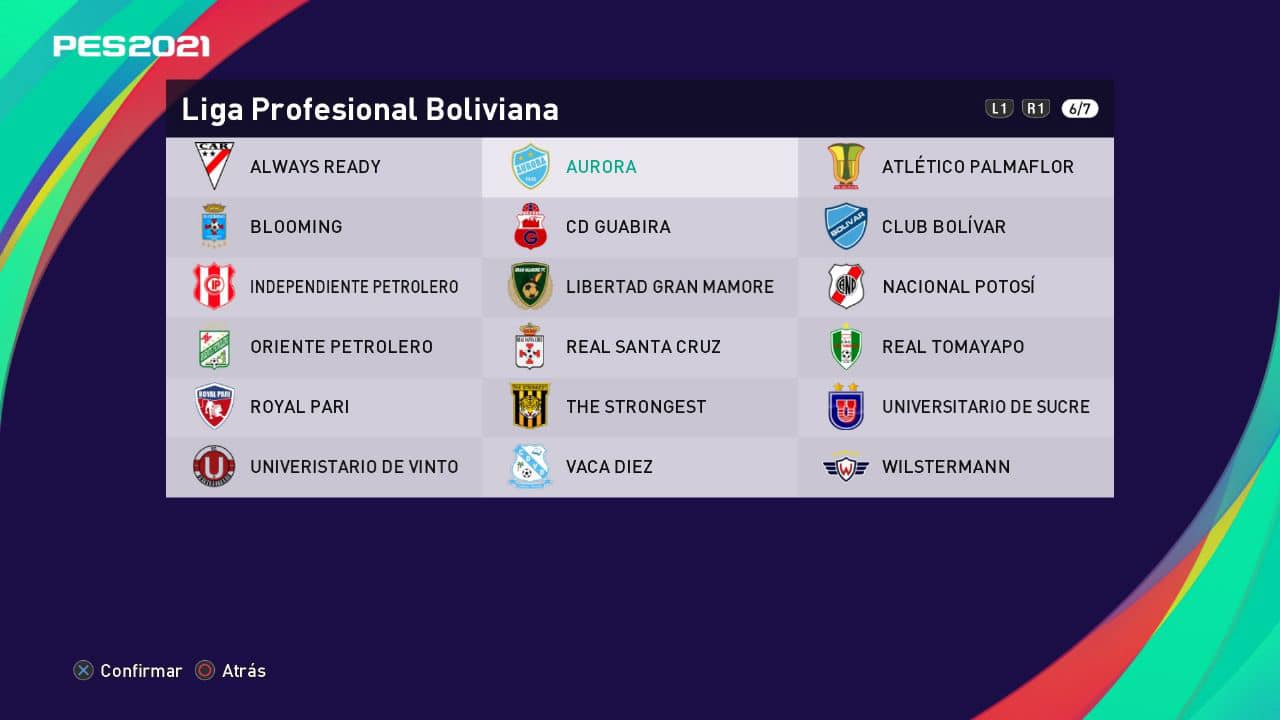 PES2021
Liga Profesional Boliviana L1 R1 6/7
ALWAYS READY AURORA ATLÉTICO PALMAFLOR
BLOOMING CD GUABIRA CLUB BOLÍVAR
INDEPENDIENTE PETROLERO LIBERTAD GRAN MAMORE NACIONAL POTOSÍ
ORIENTE PETROLERO REAL SANTA CRUZ REAL TOMAYAPO
ROYAL PARI THE STRONGEST UNIVERSITARIO DE SUCRE
UNIVERISTARIO DE VINTO VACA DIEZ WILSTERMANN
Confirmar Atrás